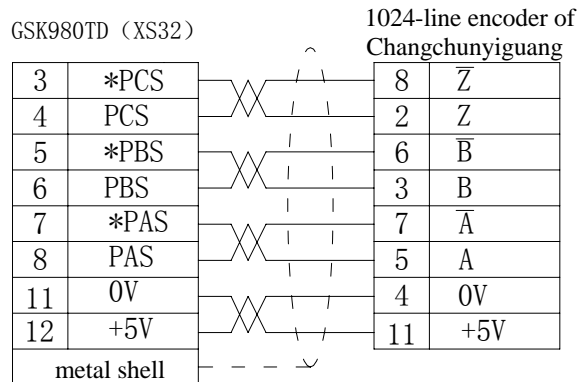 GSK980TD（XS32）
1024-line encoder of
Changchunyiguang
3 *PCS 8 Z̅
4 PCS 2 Z
5 *PBS 6 B̅
6 PBS 3 B
7 *PAS 7 A̅
8 PAS 5 A
11 0V 4 0V
12 +5V 11 +5V
metal shell